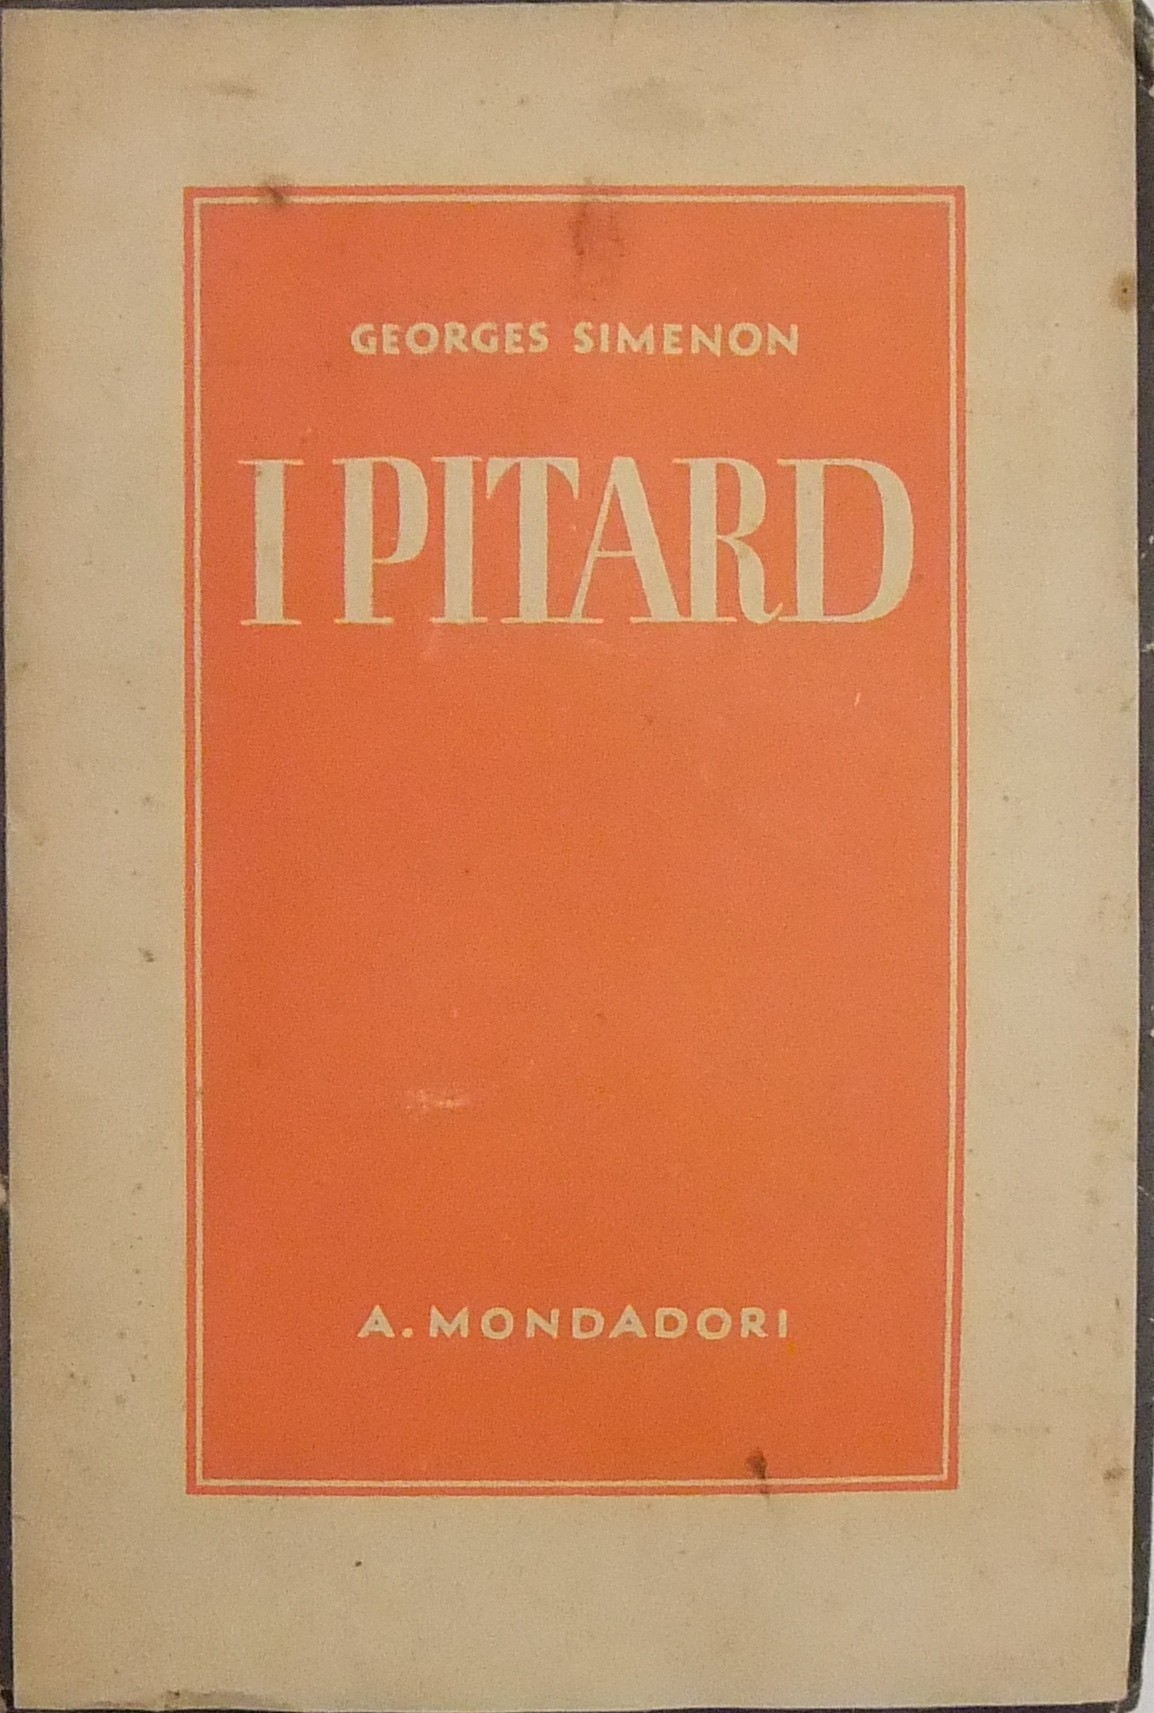 GEORGES SIMENON
I PITARD
A. MONDADORI